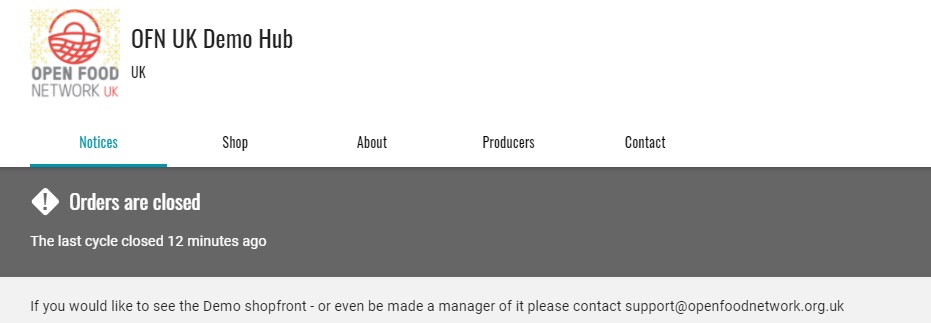 OPEN FOOD
NETWORK UK
OFN UK Demo Hub
UK
Notices
Shop
About
Producers
Contact
Orders are closed
The last cycle closed 12 minutes ago
If you would like to see the Demo shopfront - or even be made a manager of it please contact support@openfoodnetwork.org.uk